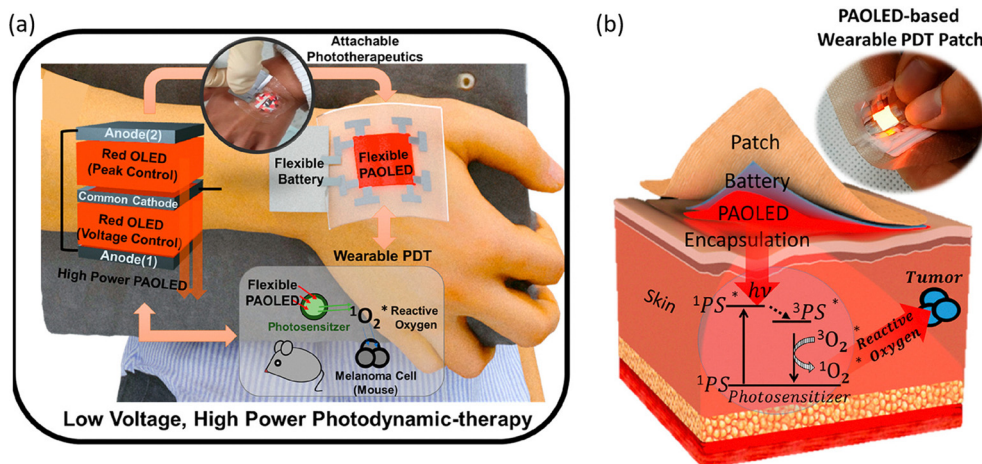 (a)
Attachable
Phototherapeutics
Anode(2)
Red OLED
(Peak Control)
Common Cathode
Red OLED
(Voltage Control)
Anode(1)
High Power PAOLED
Flexible
Battery
Flexible
PAOLED
Wearable PDT
Flexible
PAOLED
Photosensitzer
¹O₂ * Reactive
Oxygen
Melanoma Cell
(Mouse)
Low Voltage, High Power Photodynamic-therapy
(b)
PAOLED-based
Wearable PDT Patch
Patch
Battery
PAOLED
Encapsulation
Skin
hν
¹PS *
³PS *
³O₂
¹O₂
* Reactive
* Oxygen
Tumor
¹PS
Photosensitizer